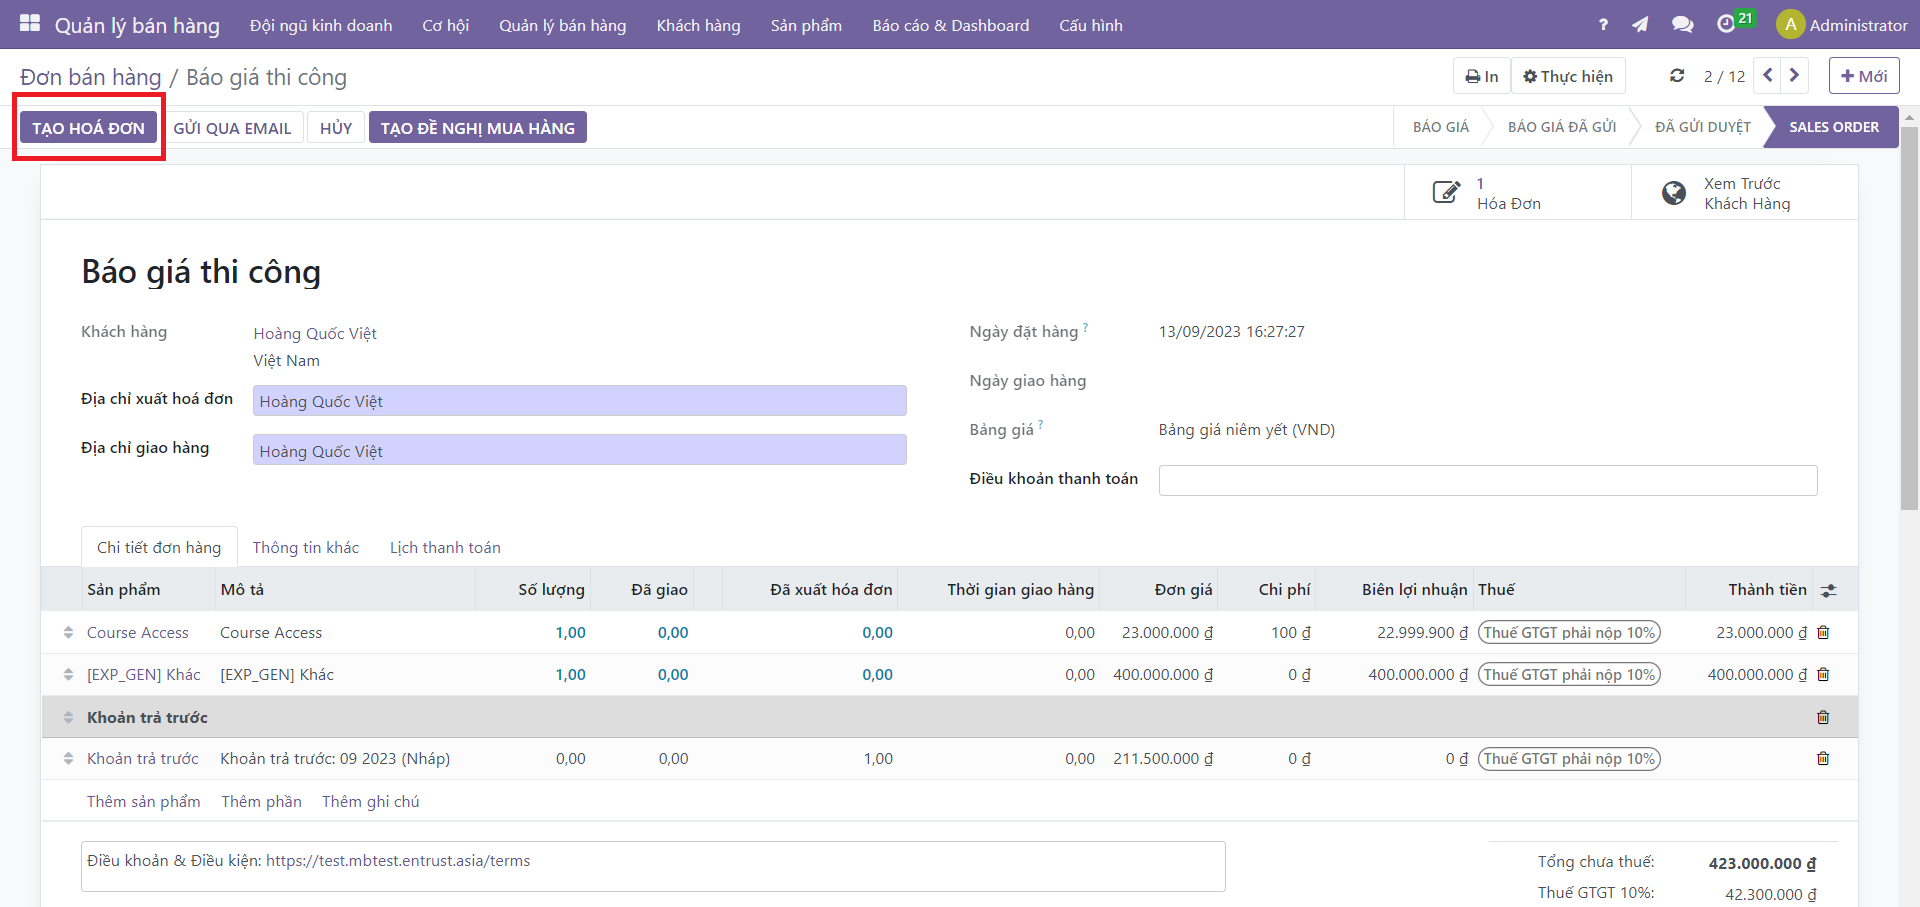 Quản lý bán hàng Đội ngũ kinh doanh Cơ hội Quản lý bán hàng Khách hàng Sản phẩm Báo cáo & Dashboard Cấu hình ? 21 A Administrator
Đơn bán hàng / Báo giá thi công In Thực hiện 2 / 12 Mới
TẠO HOÁ ĐƠN GỬI QUA EMAIL HỦY TẠO ĐỀ NGHỊ MUA HÀNG BÁO GIÁ BÁO GIÁ ĐÃ GỬI ĐÃ GỬI DUYỆT SALES ORDER
1
Hóa Đơn
Xem Trước
Khách Hàng
Báo giá thi công
Khách hàng Hoàng Quốc Việt
Việt Nam
Địa chỉ xuất hoá đơn Hoàng Quốc Việt
Địa chỉ giao hàng Hoàng Quốc Việt
Ngày đặt hàng ? 13/09/2023 16:27:27
Ngày giao hàng
Bảng giá ? Bảng giá niêm yết (VND)
Điều khoản thanh toán
Chi tiết đơn hàng Thông tin khác Lịch thanh toán
Sản phẩm Mô tả Số lượng Đã giao Đã xuất hóa đơn Thời gian giao hàng Đơn giá Chi phí Biên lợi nhuận Thuế Thành tiền
Course Access Course Access 1,00 0,00 0,00 0,00 23.000.000 ₫ 100 ₫ 22.999.900 ₫ Thuế GTGT phải nộp 10% 23.000.000 ₫
[EXP_GEN] Khác [EXP_GEN] Khác 1,00 0,00 0,00 0,00 400.000.000 ₫ 0 ₫ 400.000.000 ₫ Thuế GTGT phải nộp 10% 400.000.000 ₫
Khoản trả trước
Khoản trả trước Khoản trả trước: 09 2023 (Nháp) 0,00 0,00 1,00 0,00 211.500.000 ₫ 0 ₫ 0 ₫ Thuế GTGT phải nộp 10%
Thêm sản phẩm Thêm phần Thêm ghi chú
Điều khoản & Điều kiện: https://test.mbtest.entrust.asia/terms
Tổng chưa thuế: 423.000.000 ₫
Thuế GTGT 10%: 42.300.000 ₫